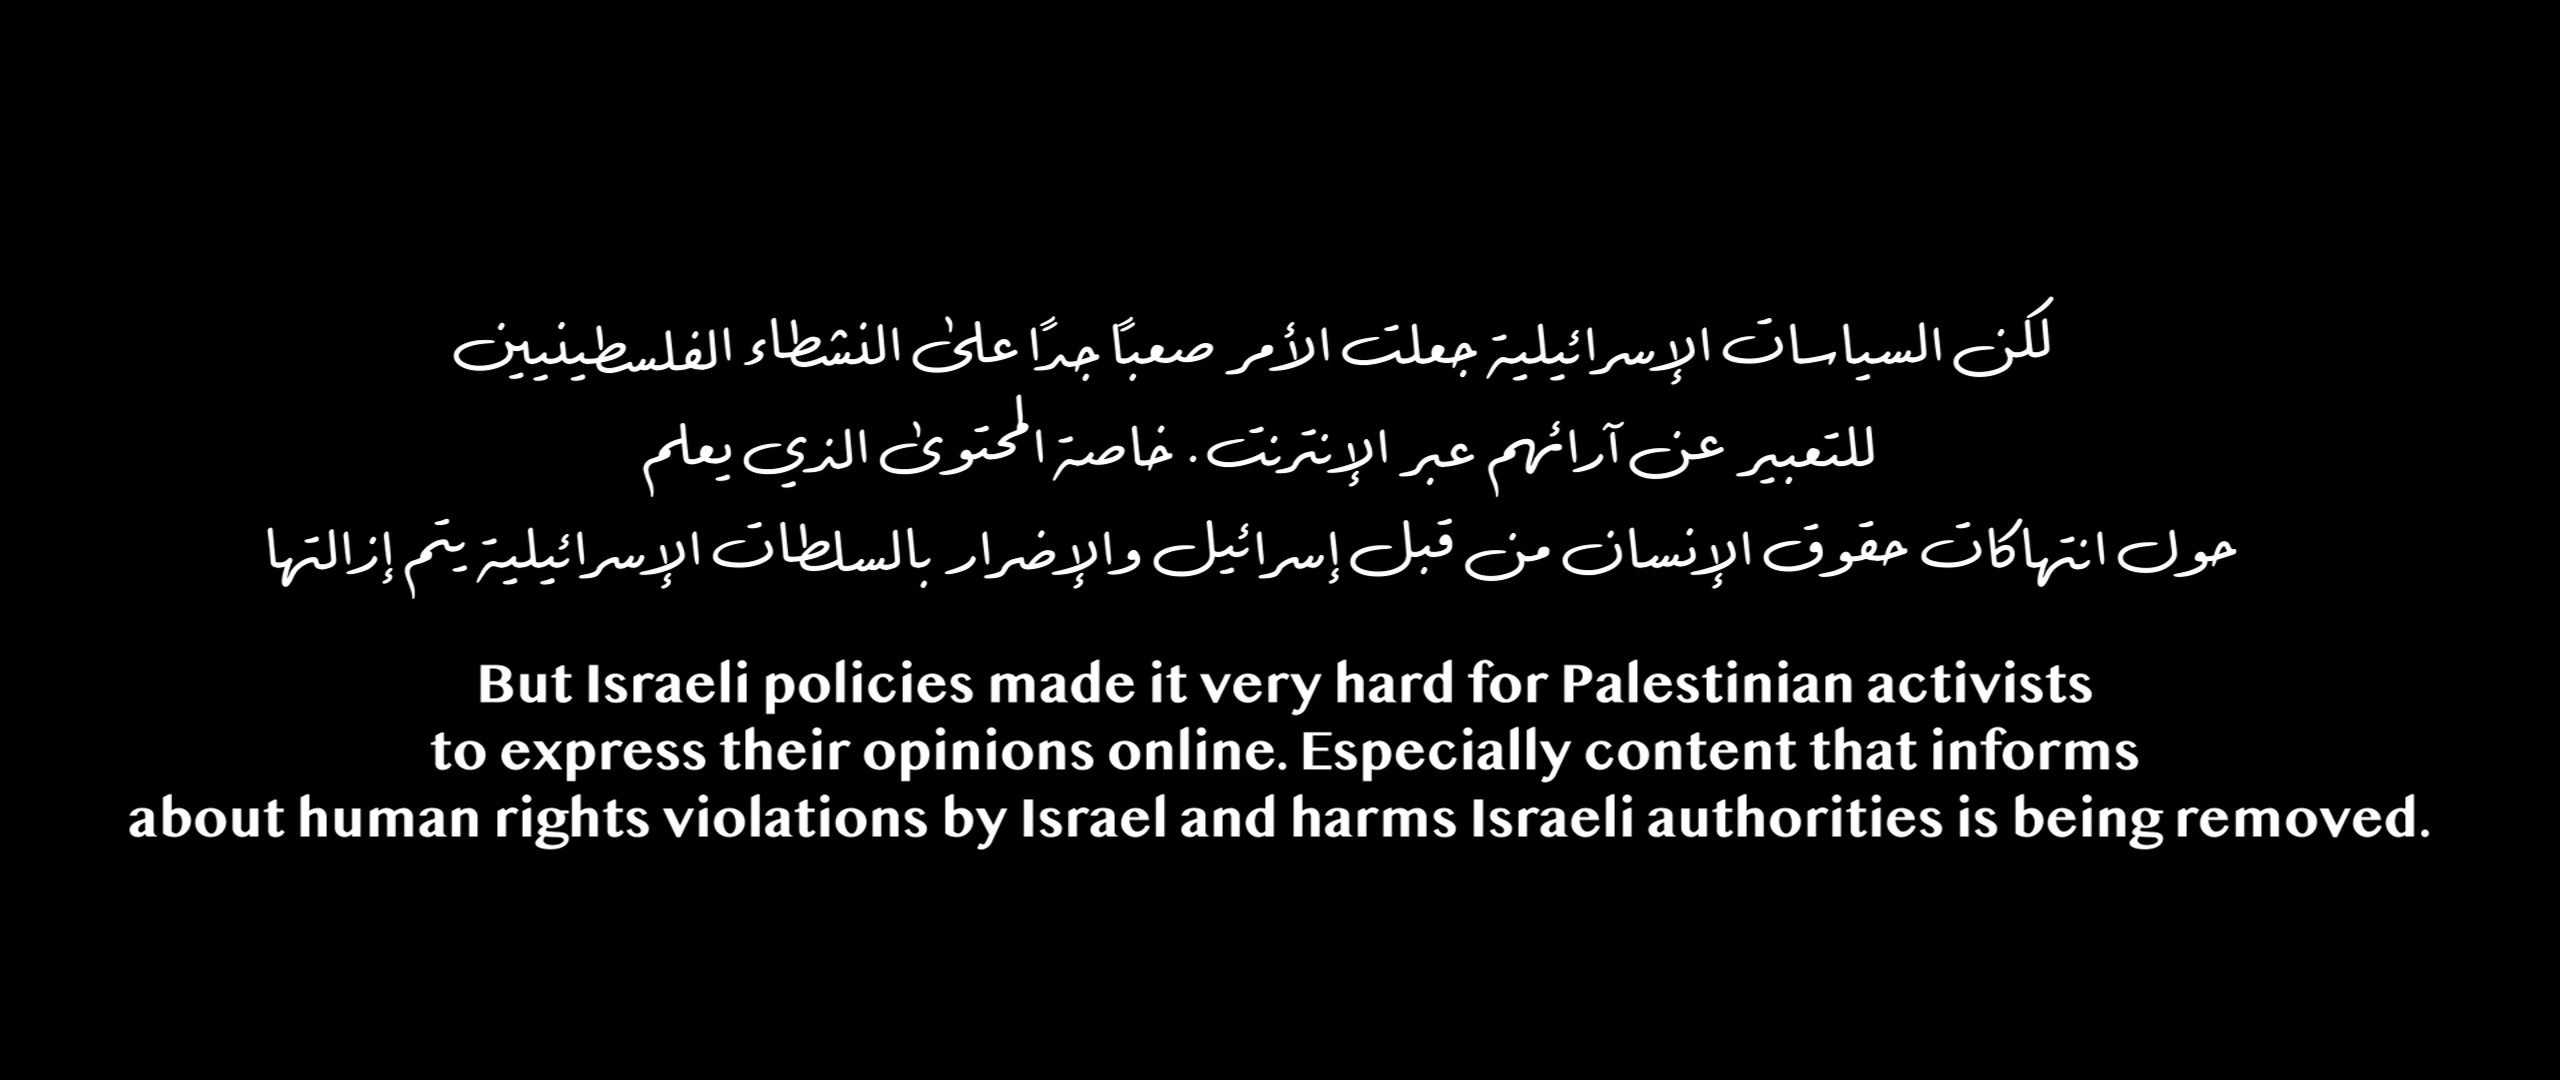 لكن السياسات الإسرائيلية جعلت الأمر صعبًا جدًا على النشطاء الفلسطينيين
للتعبير عن آرائهم عبر الإنترنت. خاصة المحتوى الذي يعلم
حول انتهاكات حقوق الإنسان من قبل إسرائيل والإضرار بالسلطات الإسرائيلية يتم إزالتها
But Israeli policies made it very hard for Palestinian activists
to express their opinions online. Especially content that informs
about human rights violations by Israel and harms Israeli authorities is being removed.